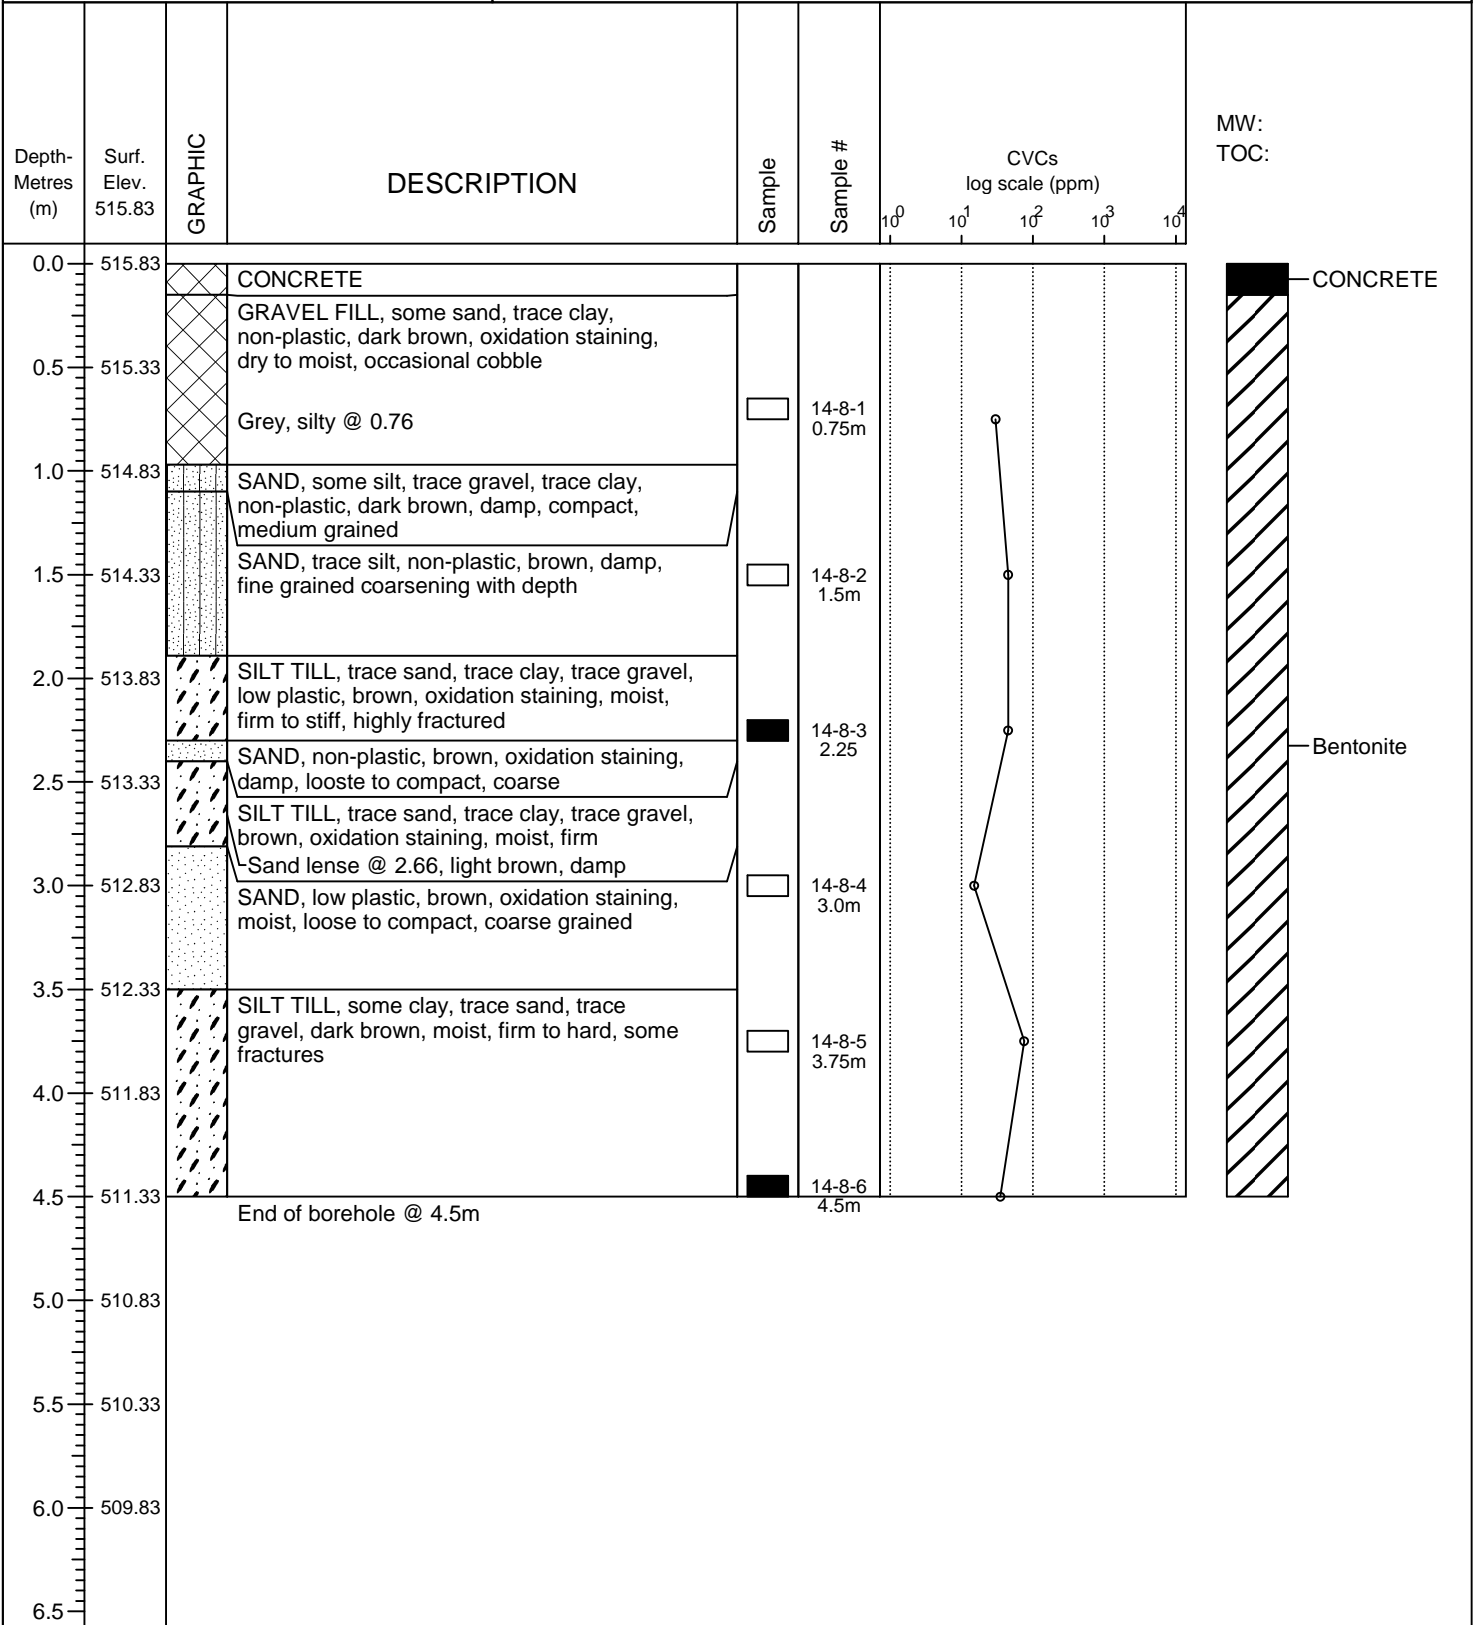 Depth-
Metres
(m)
Surf.
Elev.
515.83
GRAPHIC
DESCRIPTION
Sample
Sample #
CVCs
log scale (ppm)
10^0 10^1 10^2 10^3 10^4
MW:
TOC:
0.0 515.83
CONCRETE
CONCRETE
GRAVEL FILL, some sand, trace clay,
non-plastic, dark brown, oxidation staining,
dry to moist, occasional cobble
0.5 515.33
Grey, silty @ 0.76
14-8-1
0.75m
1.0 514.83
SAND, some silt, trace gravel, trace clay,
non-plastic, dark brown, damp, compact,
medium grained
SAND, trace silt, non-plastic, brown, damp,
fine grained coarsening with depth
1.5 514.33
14-8-2
1.5m
SILT TILL, trace sand, trace clay, trace gravel,
low plastic, brown, oxidation staining, moist,
firm to stiff, highly fractured
2.0 513.83
14-8-3
2.25
SAND, non-plastic, brown, oxidation staining,
damp, looste to compact, coarse
Bentonite
2.5 513.33
SILT TILL, trace sand, trace clay, trace gravel,
brown, oxidation staining, moist, firm
Sand lense @ 2.66, light brown, damp
3.0 512.83
SAND, low plastic, brown, oxidation staining,
moist, loose to compact, coarse grained
14-8-4
3.0m
3.5 512.33
SILT TILL, some clay, trace sand, trace
gravel, dark brown, moist, firm to hard, some
fractures
14-8-5
3.75m
4.0 511.83
14-8-6
4.5m
4.5 511.33
End of borehole @ 4.5m
5.0 510.83
5.5 510.33
6.0 509.83
6.5